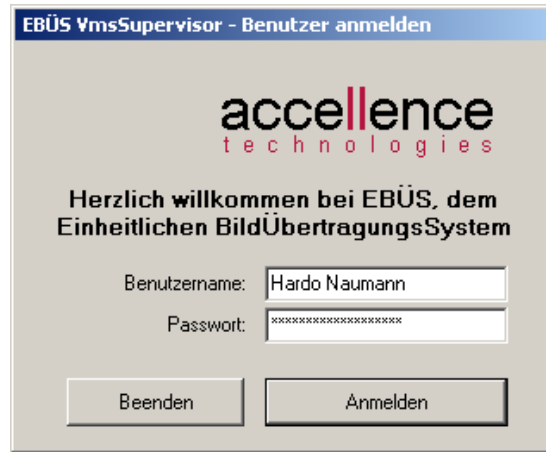 EBÜS VmsSupervisor - Benutzer anmelden
accellence
technologies
Herzlich willkommen bei EBÜS, dem
Einheitlichen BildÜbertragungsSystem
Benutzername: Hardo Naumann
Passwort: *******************
Beenden Anmelden